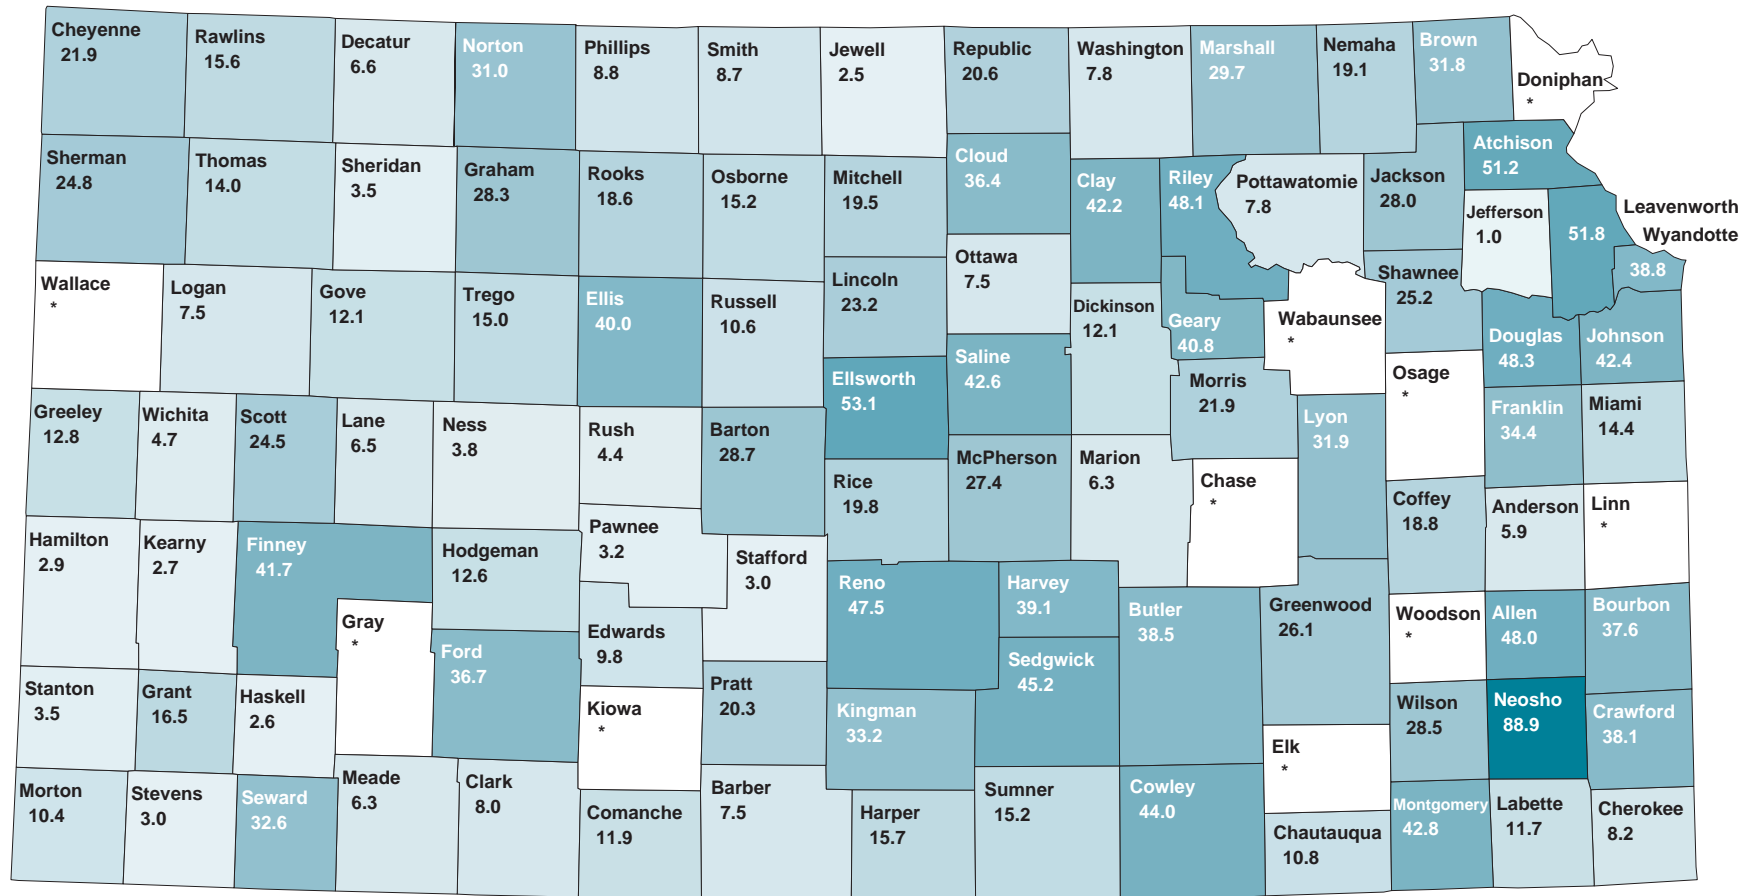 Cheyenne
21.9
Rawlins
15.6
Decatur
6.6
Norton
31.0
Phillips
8.8
Smith
8.7
Jewell
2.5
Republic
20.6
Washington
7.8
Marshall
29.7
Nemaha
19.1
Brown
31.8
Doniphan
*
Sherman
24.8
Thomas
14.0
Sheridan
3.5
Graham
28.3
Rooks
18.6
Osborne
15.2
Mitchell
19.5
Cloud
36.4
Clay
42.2
Riley
48.1
Pottawatomie
7.8
Jackson
28.0
Atchison
51.2
Jefferson
1.0
Leavenworth
51.8
Wyandotte
38.8
Wallace
*
Logan
7.5
Gove
12.1
Trego
15.0
Ellis
40.0
Russell
10.6
Lincoln
23.2
Ottawa
7.5
Dickinson
12.1
Geary
40.8
Wabaunsee
*
Shawnee
25.2
Douglas
48.3
Johnson
42.4
Ellsworth
53.1
Saline
42.6
Morris
21.9
Osage
*
Franklin
34.4
Miami
14.4
Greeley
12.8
Wichita
4.7
Scott
24.5
Lane
6.5
Ness
3.8
Rush
4.4
Barton
28.7
Rice
19.8
McPherson
27.4
Marion
6.3
Chase
*
Lyon
31.9
Coffey
18.8
Anderson
5.9
Linn
*
Hamilton
2.9
Kearny
2.7
Finney
41.7
Hodgeman
12.6
Pawnee
3.2
Stafford
3.0
Reno
47.5
Harvey
39.1
Butler
38.5
Greenwood
26.1
Woodson
*
Allen
48.0
Bourbon
37.6
Gray
*
Ford
36.7
Edwards
9.8
Sedgwick
45.2
Stanton
3.5
Grant
16.5
Haskell
2.6
Kiowa
*
Pratt
20.3
Kingman
33.2
Elk
*
Wilson
28.5
Neosho
88.9
Crawford
38.1
Morton
10.4
Stevens
3.0
Seward
32.6
Meade
6.3
Clark
8.0
Comanche
11.9
Barber
7.5
Harper
15.7
Sumner
15.2
Cowley
44.0
Chautauqua
10.8
Montgomery
42.8
Labette
11.7
Cherokee
8.2